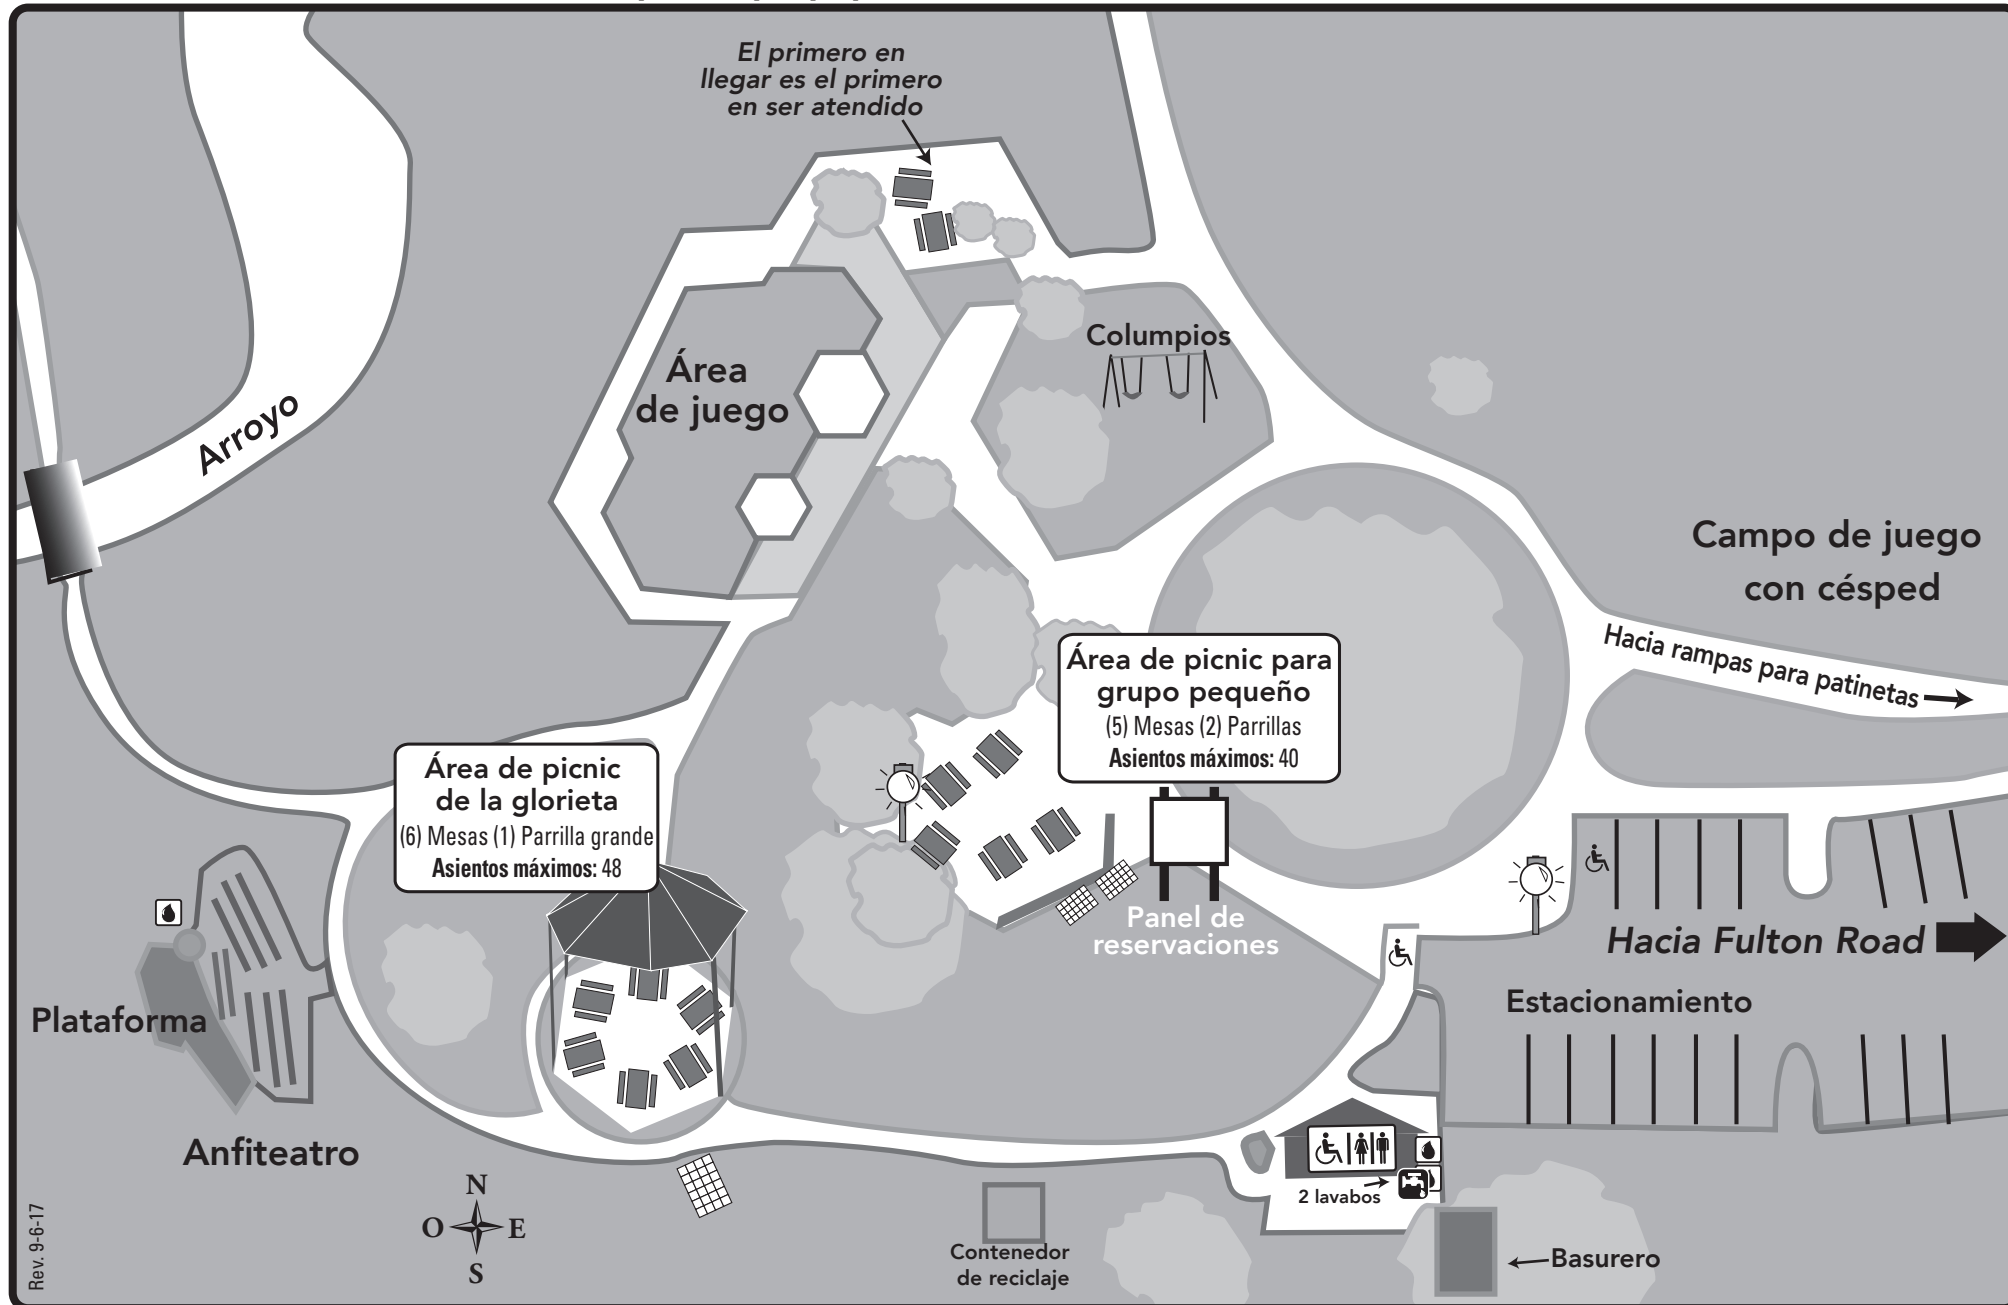 El primero en
llegar es el primero
en ser atendido
Columpios
Área
de juego
Arroyo
Campo de juego
con césped
Hacia rampas para patinetas
Área de picnic para
grupo pequeño
(5) Mesas (2) Parrillas
Asientos máximos: 40
Área de picnic
de la glorieta
(6) Mesas (1) Parrilla grande
Asientos máximos: 48
Panel de
reservaciones
Hacia Fulton Road
Estacionamiento
Plataforma
Anfiteatro
N
O E
S
2 lavabos
Contenedor
de reciclaje
Basurero
Rev. 9-6-17